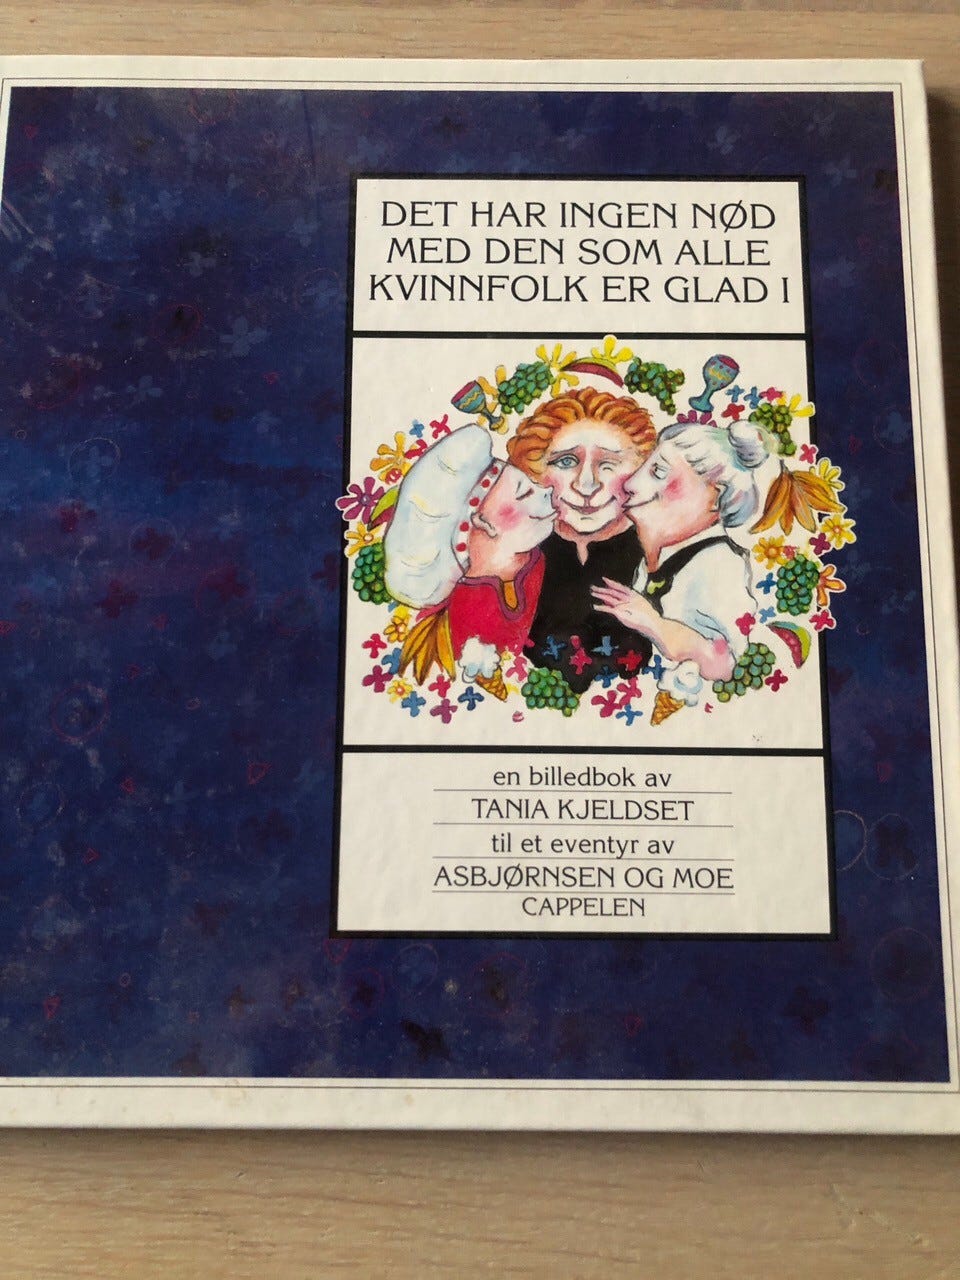 DET HAR INGEN NØD
MED DEN SOM ALLE
KVINNFOLK ER GLAD I
en billedbok av
TANIA KJELDSET
til et eventyr av
ASBJØRNSEN OG MOE
CAPPELEN